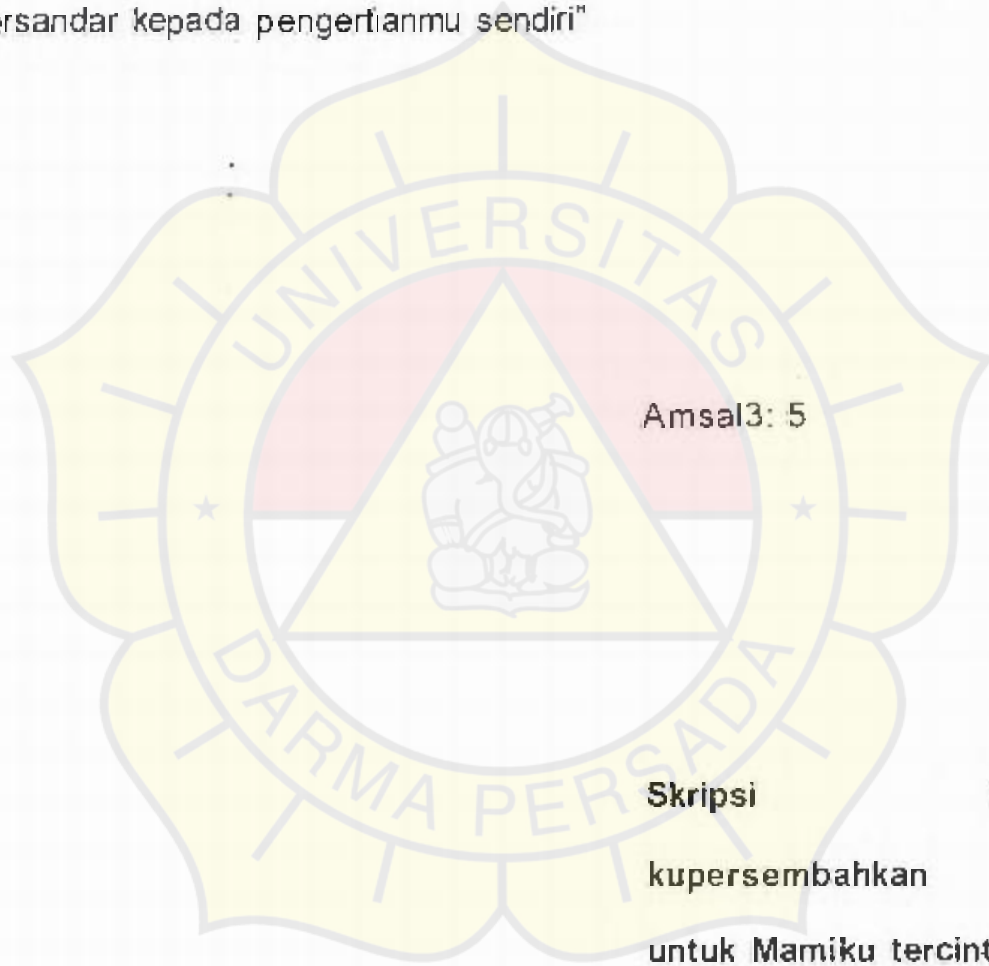 ersandar kepada pengertianmu sendiri"
UNIVERSITAS
Amsal3: 5
DARMA PERSADA
Skripsi
kupersembahkan
untuk Mamiku tercint